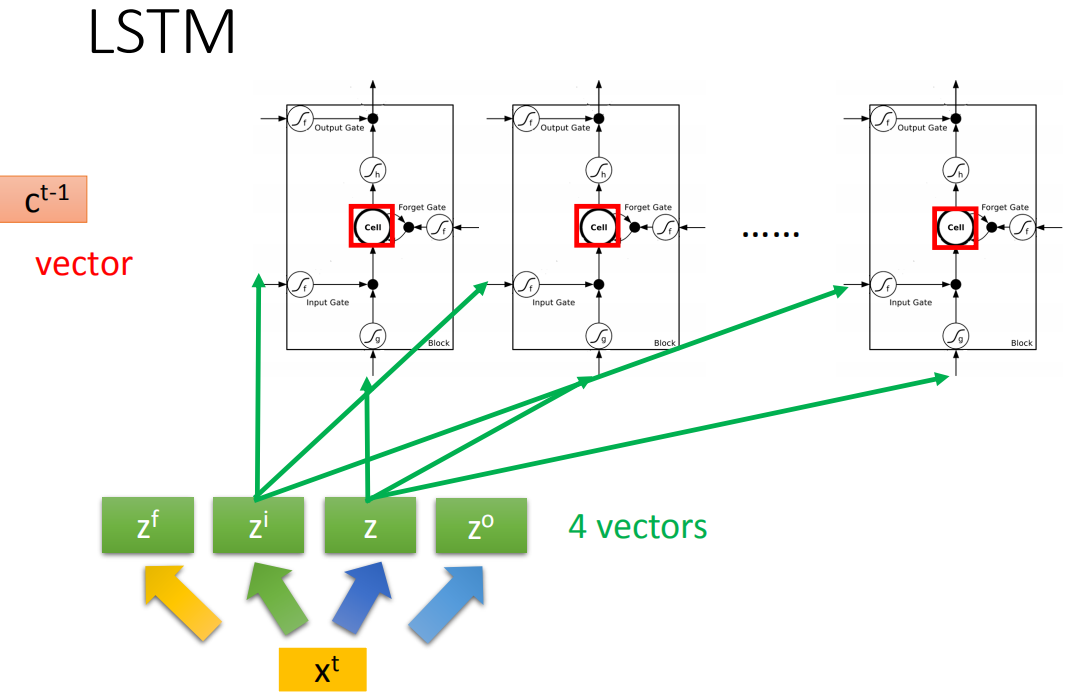 LSTM
f Output Gate
f Output Gate
f Output Gate
h
h
h
c^t-1
Forget Gate
Forget Gate
Forget Gate
Cell f
Cell f
……
Cell f
vector
f
f
f
Input Gate
Input Gate
Input Gate
g Block
g Block
g Block
z^f z^i z z^o 4 vectors
x^t